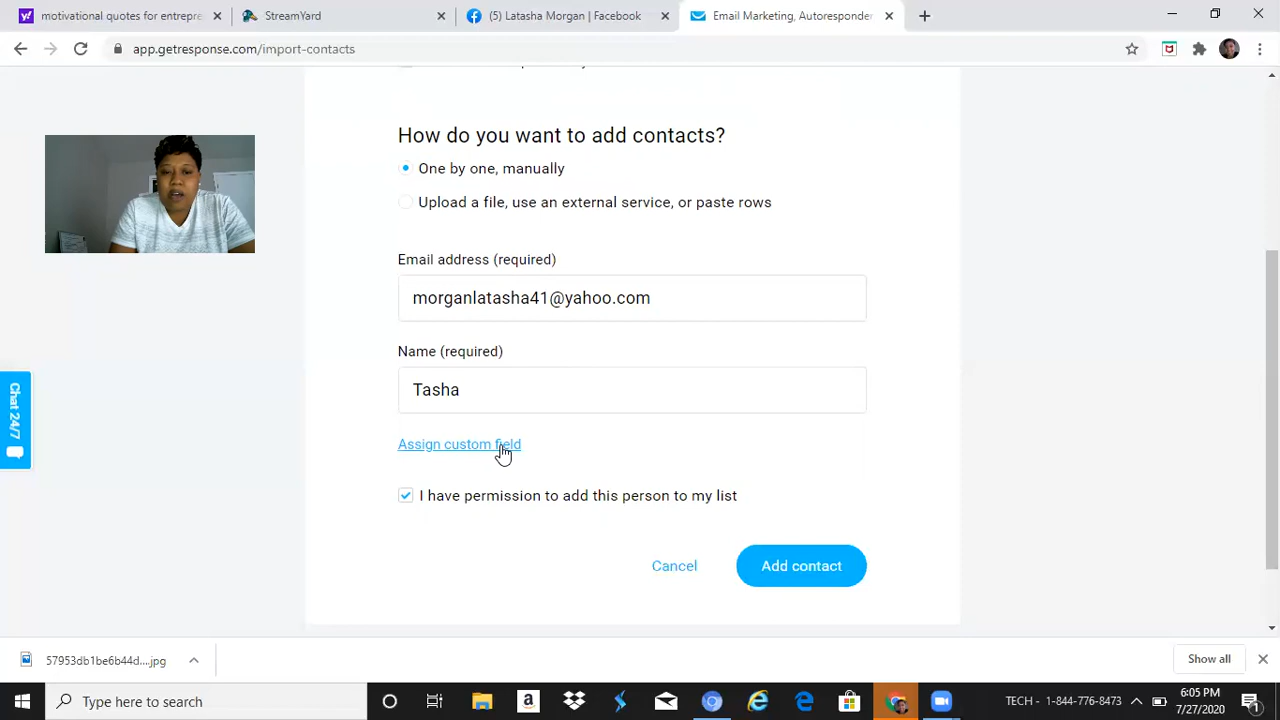 motivational quotes for entrepre
StreamYard
(5) Latasha Morgan | Facebook
Email Marketing, Autoresponder
app.getresponse.com/import-contacts
How do you want to add contacts?
One by one, manually
Upload a file, use an external service, or paste rows
Email address (required)
morganlatasha41@yahoo.com
Name (required)
Tasha
Chat 24/7
Assign custom field
I have permission to add this person to my list
Cancel
Add contact
57953db1be6b44d....jpg
Show all
Type here to search
TECH - 1-844-776-8473
6:05 PM
7/27/2020
1